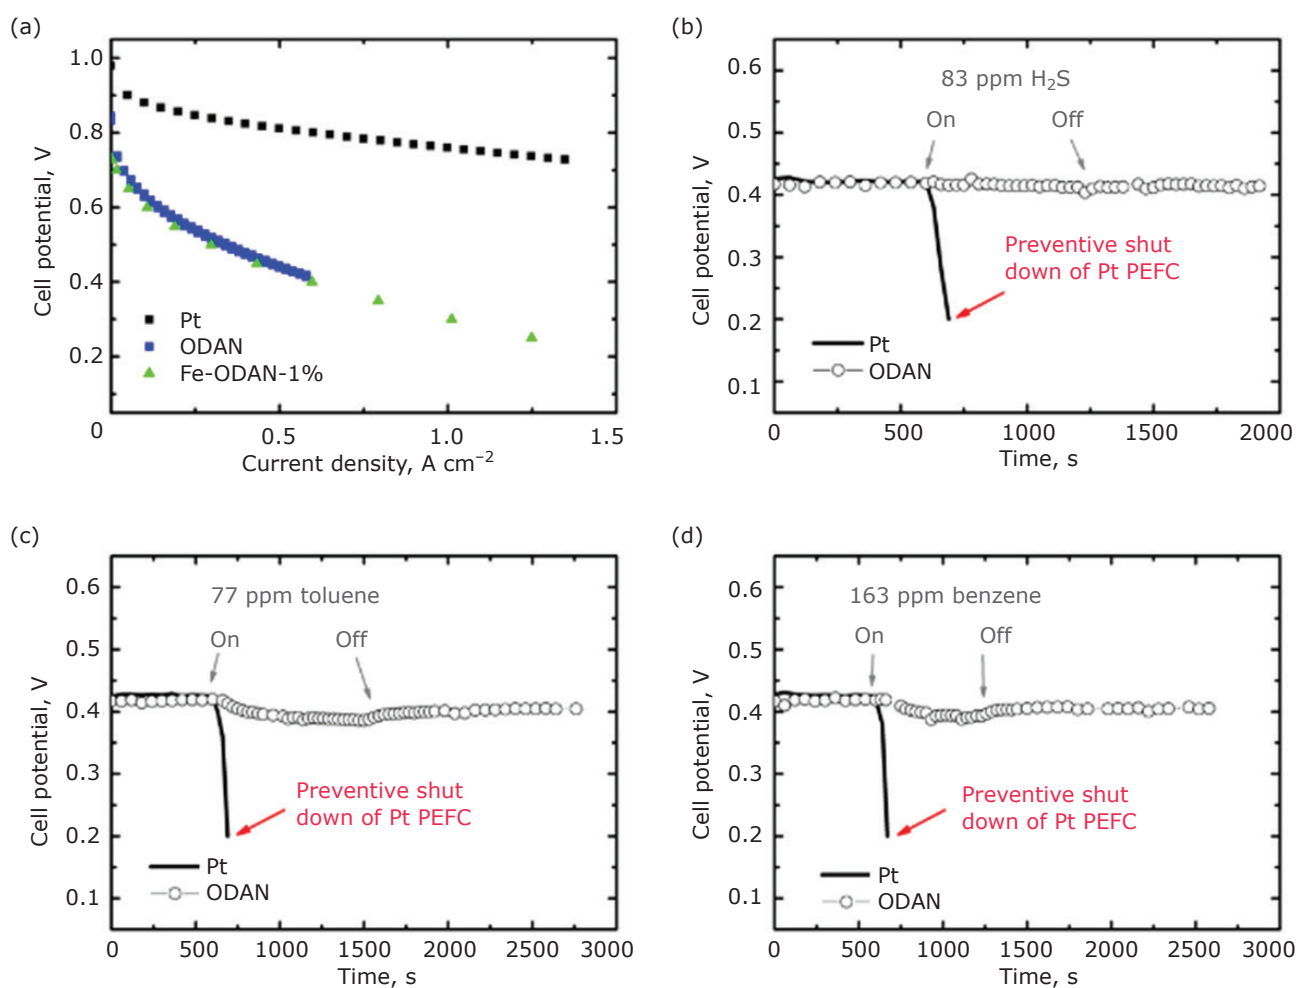 (a)
1.0
0.8
0.6
0.4
0.2
0
0.5
1.0
1.5
Cell potential, V
Current density, A cm⁻²
Pt
ODAN
Fe-ODAN-1%
(b)
0.6
0.5
0.4
0.3
0.2
0.1
0
500
1000
1500
2000
Cell potential, V
Time, s
83 ppm H₂S
On
Off
Preventive shut
down of Pt PEFC
Pt
ODAN
(c)
0.6
0.5
0.4
0.3
0.2
0.1
0
500
1000
1500
2000
2500
3000
Cell potential, V
Time, s
77 ppm toluene
On
Off
Preventive shut
down of Pt PEFC
Pt
ODAN
(d)
0.6
0.5
0.4
0.3
0.2
0.1
0
500
1000
1500
2000
2500
3000
Cell potential, V
Time, s
163 ppm benzene
On
Off
Preventive shut
down of Pt PEFC
Pt
ODAN